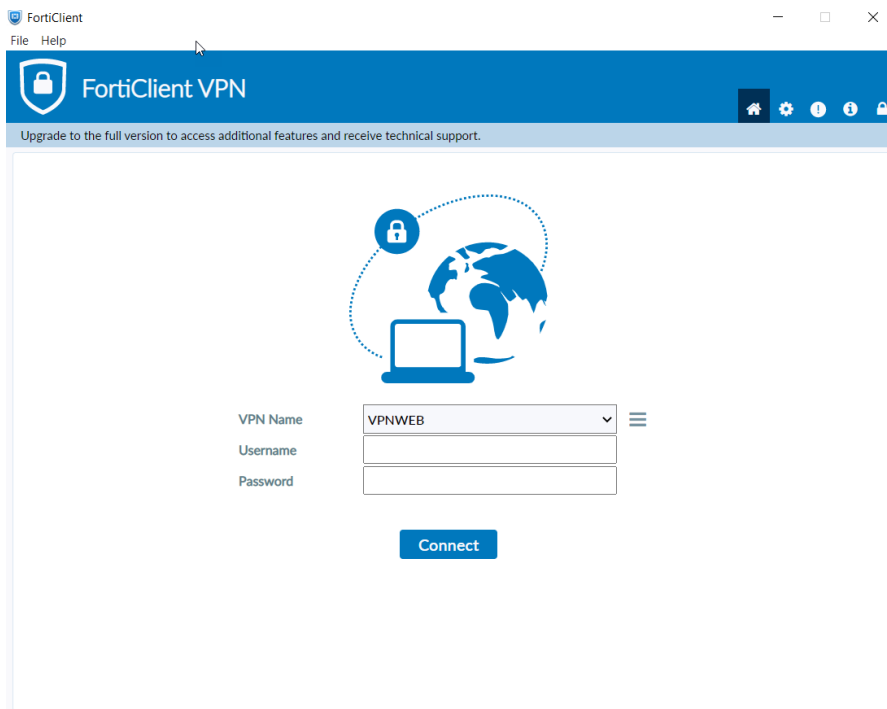 FortiClient
File Help
FortiClient VPN
Upgrade to the full version to access additional features and receive technical support.
VPN Name VPNWEB
Username
Password
Connect